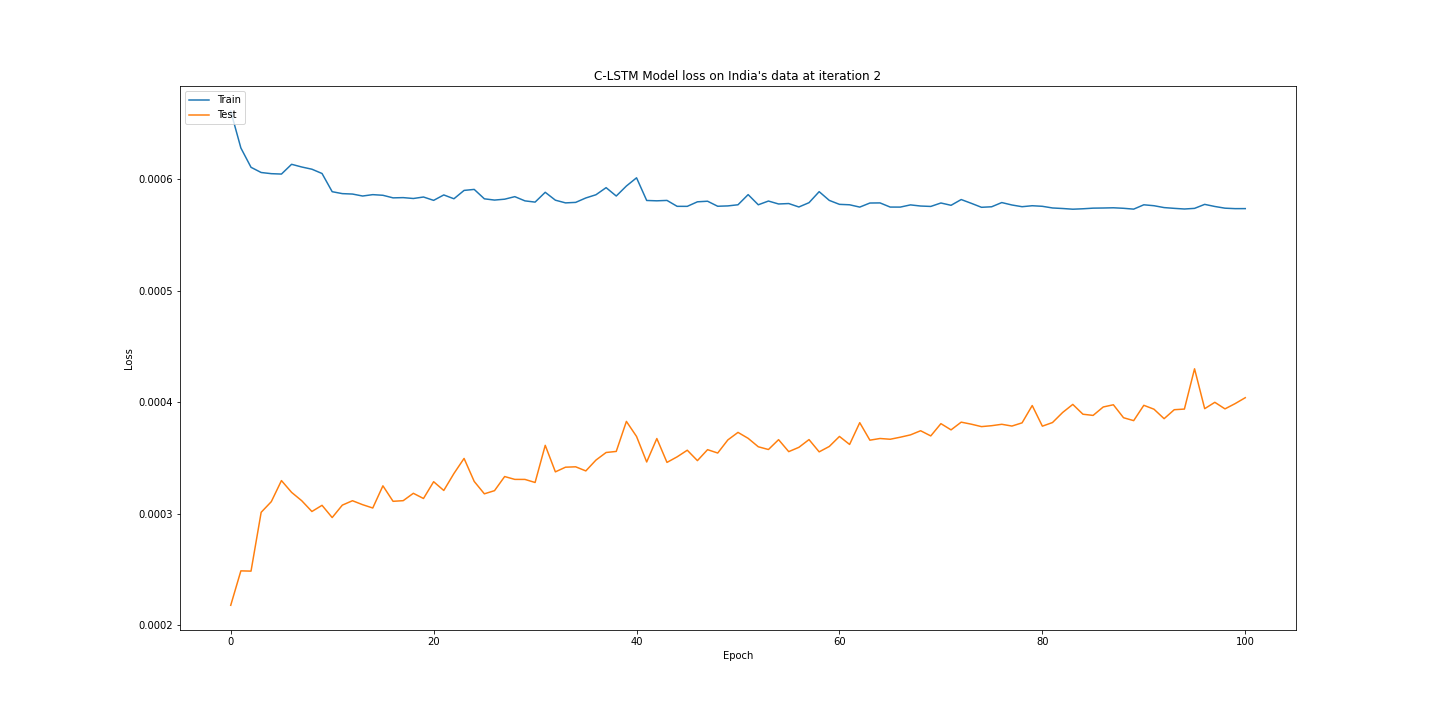 C-LSTM Model loss on India's data at iteration 2
Train
Test
0.0006
0.0005
0.0004
0.0003
0.0002
Loss
0 20 40 60 80 100
Epoch